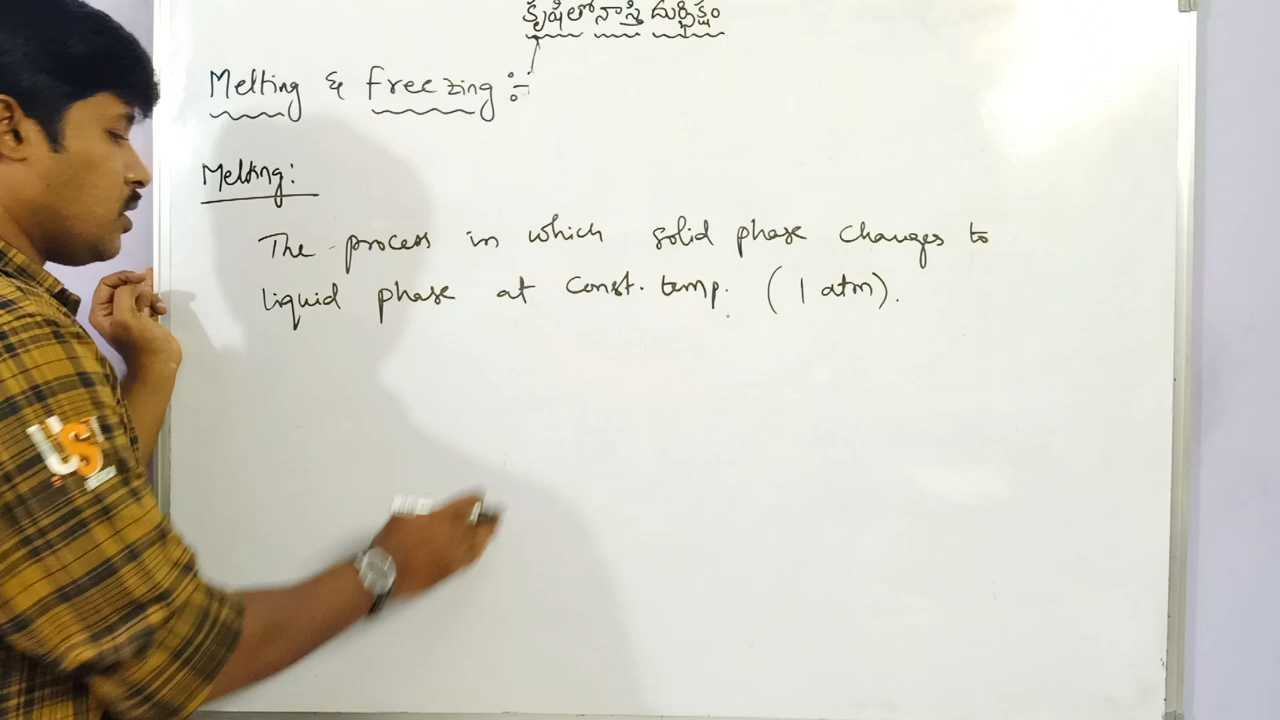 కృషితో నాస్తి దుర్భిక్షం
Melting & freezing :-
Melting:
The process in which solid phase changes to
liquid phase at const. temp. (1 atm).